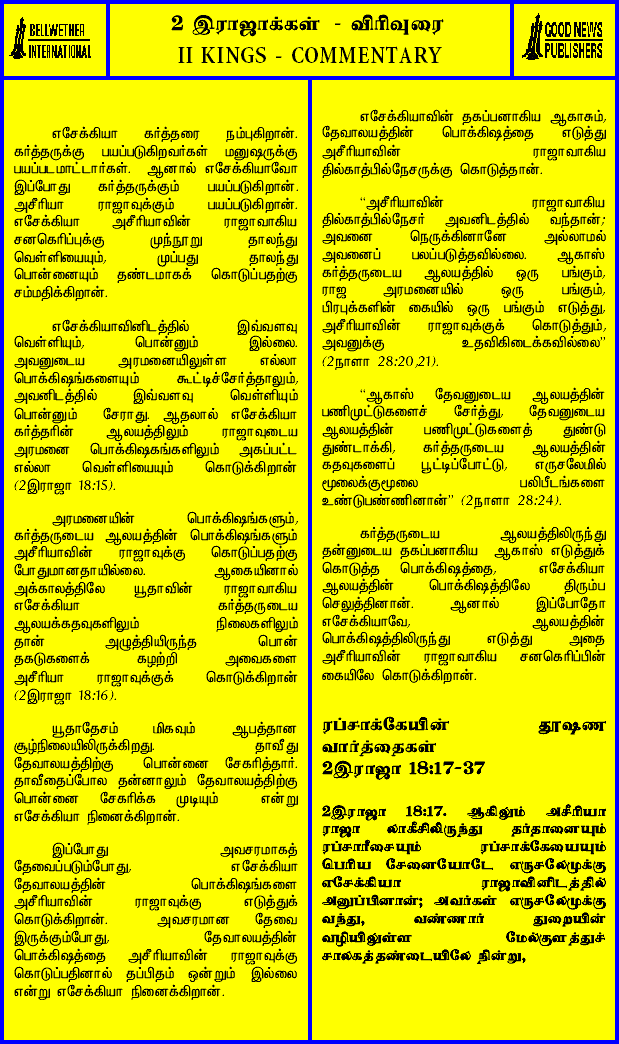 BELLWETHER
INTERNATIONAL
2 இராஜாக்கள் - விரிவுரை
II KINGS - COMMENTARY
GOOD NEWS
PUBLISHERS
எசேக்கியா கர்த்தரை நம்புகிறான்.
கர்த்தருக்கு பயப்படுகிறவர்கள் மனுஷருக்கு
பயப்படமாட்டார்கள். ஆனால் எசேக்கியாவோ
இப்போது கர்த்தருக்கும் பயப்படுகிறான்.
அசீரியா ராஜாவுக்கும் பயப்படுகிறான்.
எசேக்கியா அசீரியாவின் ராஜாவாகிய
சனகெரிப்புக்கு முந்நூறு தாலந்து
வெள்ளியையும், முப்பது தாலந்து
பொன்னையும் தண்டமாகக் கொடுப்பதற்கு
சம்மதிக்கிறான்.
எசேக்கியாவினிடத்தில் இவ்வளவு
வெள்ளியும், பொன்னும் இல்லை.
அவனுடைய அரமனையிலுள்ள எல்லா
பொக்கிஷங்களையும் கூட்டிச்சேர்த்தாலும்,
அவனிடத்தில் இவ்வளவு வெள்ளியும்
பொன்னும் சேராது. ஆதலால் எசேக்கியா
கர்த்தரின் ஆலயத்திலும் ராஜாவுடைய
அரமனை பொக்கிஷகங்களிலும் அகப்பட்ட
எல்லா வெள்ளியையும் கொடுக்கிறான்
(2இராஜா 18:15).
அரமனையின் பொக்கிஷங்களும்,
கர்த்தருடைய ஆலயத்தின் பொக்கிஷங்களும்
அசீரியாவின் ராஜாவுக்கு கொடுப்பதற்கு
போதுமானதாயில்லை. ஆகையினால்
அக்காலத்திலே யூதாவின் ராஜாவாகிய
எசேக்கியா கர்த்தருடைய
ஆலயக்கதவுகளிலும் நிலைகளிலும்
தான் அழுத்தியிருந்த பொன்
தகடுகளைக் கழற்றி அவைகளை
அசீரியா ராஜாவுக்குக் கொடுக்கிறான்
(2இராஜா 18:16).
யூதாதேசம் மிகவும் ஆபத்தான
சூழ்நிலையிலிருக்கிறது. தாவீது
தேவாலயத்திற்கு பொன்னை சேகரித்தார்.
தாவீதைப்போல தன்னாலும் தேவாலயத்திற்கு
பொன்னை சேகரிக்க முடியும் என்று
எசேக்கியா நினைக்கிறான்.
இப்போது அவசரமாகத்
தேவைப்படும்போது, எசேக்கியா
தேவாலயத்தின் பொக்கிஷங்களை
அசீரியாவின் ராஜாவுக்கு எடுத்துக்
கொடுக்கிறான். அவசரமான தேவை
இருக்கும்போது, தேவாலயத்தின்
பொக்கிஷத்தை அசீரியாவின் ராஜாவுக்கு
கொடுப்பதினால் தப்பிதம் ஒன்றும் இல்லை
என்று எசேக்கியா நினைக்கிறான்.
எசேக்கியாவின் தகப்பனாகிய ஆகாசும்,
தேவாலயத்தின் பொக்கிஷத்தை எடுத்து
அசீரியாவின் ராஜாவாகிய
தில்காத்பில்நேசருக்கு கொடுத்தான்.
“அசீரியாவின் ராஜாவாகிய
தில்காத்பில்நேசர் அவனிடத்தில் வந்தான்;
அவனை நெருக்கினானே அல்லாமல்
அவனைப் பலப்படுத்தவில்லை. ஆகாஸ்
கர்த்தருடைய ஆலயத்தில் ஒரு பங்கும்,
ராஜ அரமனையில் ஒரு பங்கும்,
பிரபுக்களின் கையில் ஒரு பங்கும் எடுத்து,
அசீரியாவின் ராஜாவுக்குக் கொடுத்தும்,
அவனுக்கு உதவிகிடைக்கவில்லை”
(2நாளா 28:20,21).
“ஆகாஸ் தேவனுடைய ஆலயத்தின்
பணிமுட்டுகளைச் சேர்த்து, தேவனுடைய
ஆலயத்தின் பணிமுட்டுகளைத் துண்டு
துண்டாக்கி, கர்த்தருடைய ஆலயத்தின்
கதவுகளைப் பூட்டிப்போட்டு, எருசலேமில்
மூலைக்குமூலை பலிபீடங்களை
உண்டுபண்ணினான்” (2நாளா 28:24).
கர்த்தருடைய ஆலயத்திலிருந்து
தன்னுடைய தகப்பனாகிய ஆகாஸ் எடுத்துக்
கொடுத்த பொக்கிஷத்தை, எசேக்கியா
ஆலயத்தின் பொக்கிஷத்திலே திரும்ப
செலுத்தினான். ஆனால் இப்போதோ
எசேக்கியாவே, ஆலயத்தின்
பொக்கிஷத்திலிருந்து எடுத்து அதை
அசீரியாவின் ராஜாவாகிய சனகெரிப்பின்
கையிலே கொடுக்கிறான்.
ரப்சாக்கேயின் தூஷண
வார்த்தைகள்
2இராஜா 18:17-37
2இராஜா 18:17. ஆகிலும் அசீரியா
ராஜா லாகீசிலிருந்து தர்தானையும்
ரப்சாரீசையும் ரப்சாக்கேயையும்
பெரிய சேனையோடே எருசலேமுக்கு
எசேக்கியா ராஜாவினிடத்தில்
அனுப்பினான்; அவர்கள் எருசலேமுக்கு
வந்து, வண்ணார் துறையின்
வழியிலுள்ள மேல்குளத்துச்
சாலகத்தண்டையிலே நின்று,